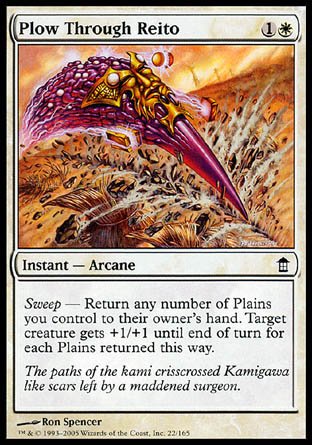 Plow Through Reito 1
Instant — Arcane
Sweep — Return any number of Plains
you control to their owner's hand. Target
creature gets +1/+1 until end of turn for
each Plains returned this way.
The paths of the kami crisscrossed Kamigawa
like scars left by a maddened surgeon.
Ron Spencer
™ & © 1993–2005 Wizards of the Coast, Inc. 22/165